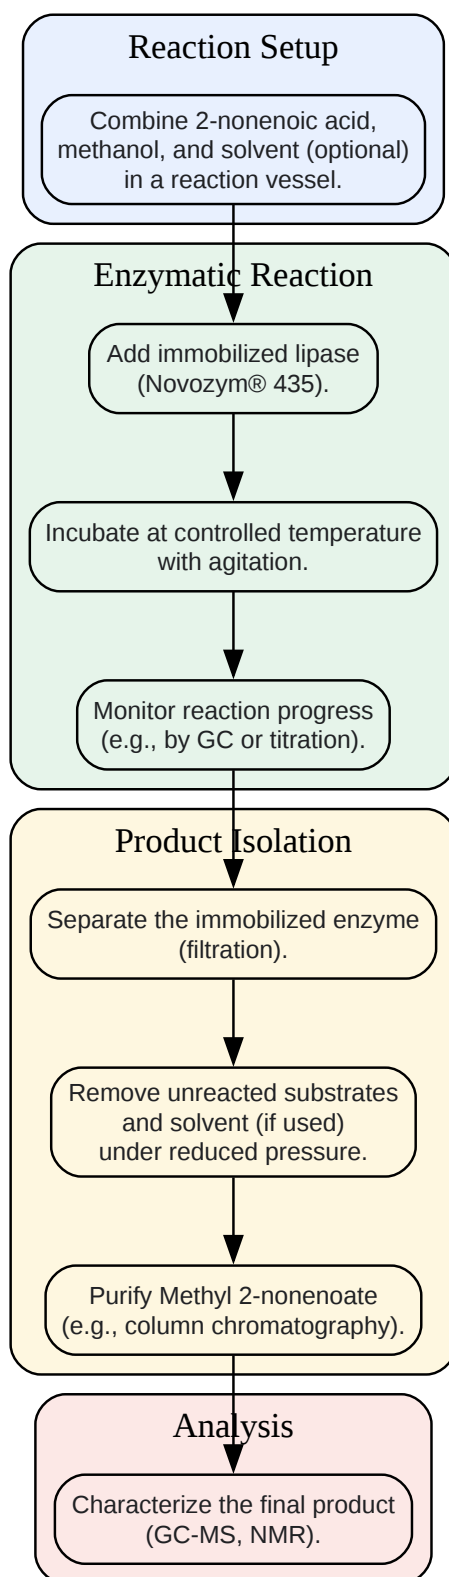 Reaction Setup
Combine 2-nonenoic acid,
methanol, and solvent (optional)
in a reaction vessel.
Enzymatic Reaction
Add immobilized lipase
(Novozym® 435).
Incubate at controlled temperature
with agitation.
Monitor reaction progress
(e.g., by GC or titration).
Product Isolation
Separate the immobilized enzyme
(filtration).
Remove unreacted substrates
and solvent (if used)
under reduced pressure.
Purify Methyl 2-nonenoate
(e.g., column chromatography).
Analysis
Characterize the final product
(GC-MS, NMR).